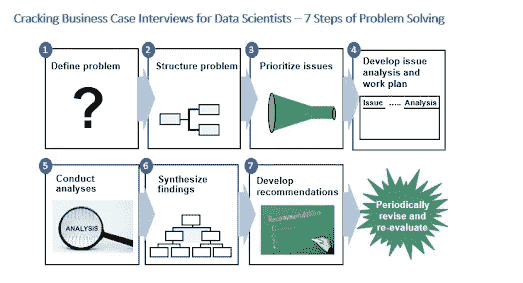 Cracking Business Case Interviews for Data Scientists – 7 Steps of Problem Solving
1
Define problem
?
2
Structure problem
3
Prioritize issues
4
Develop issue
analysis and
work plan
Issue ..... Analysis
5
Conduct
analyses
ANALYSIS
6
Synthesize
findings
7
Develop
recommendations
Recommendation
Periodically
revise and
re-evaluate